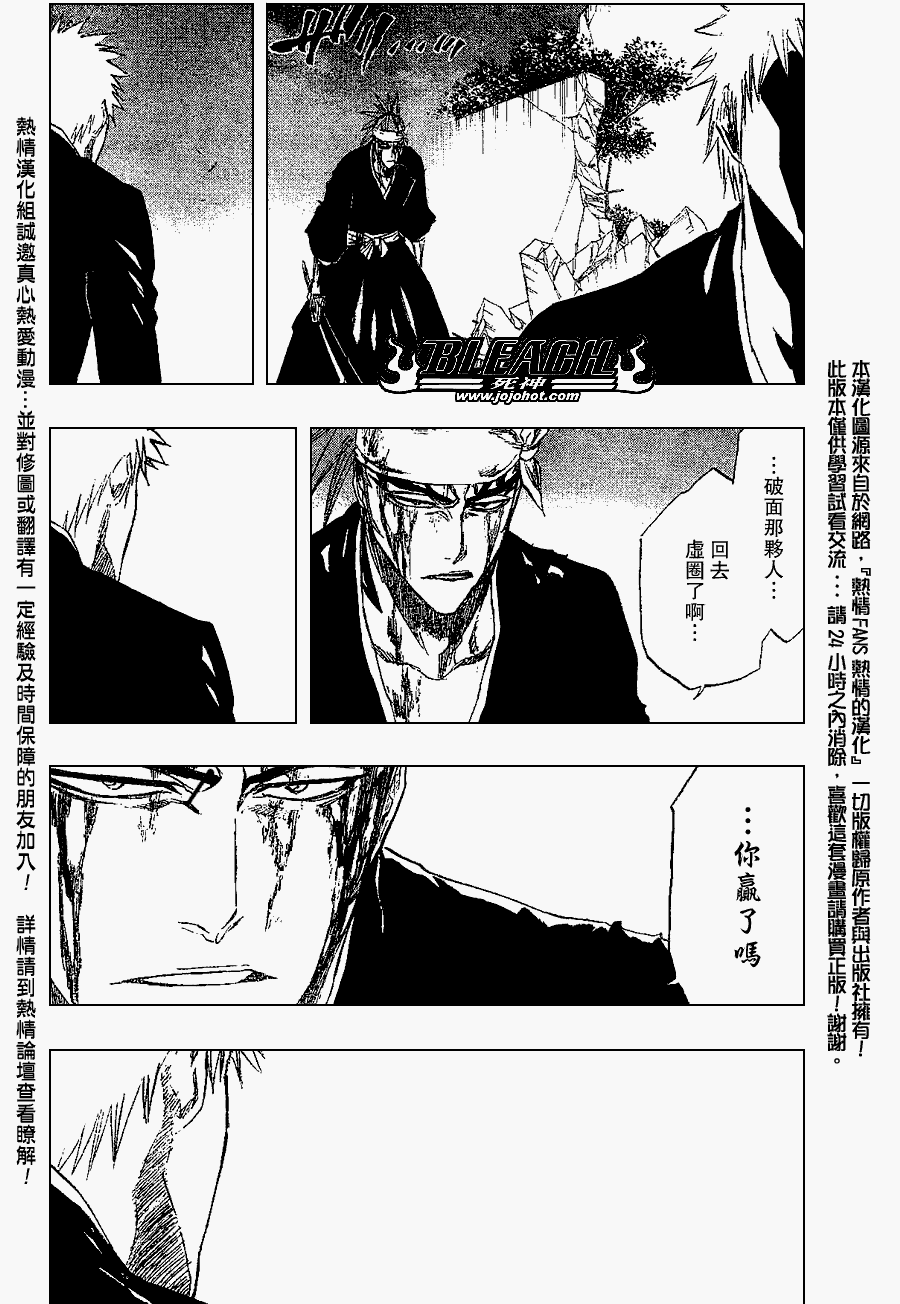 ザザッ
BLEACH
死神
www.jojohot.com
…破面那夥人…
回去
虛圈了啊…
…你贏了嗎
本漢化圖源來自於網路，『熱情FANS熱情的漢化』一切版權歸原作者與出版社擁有！
此版本僅供學習試看交流…請24小時之內消除，喜歡這套漫畫請購買正版！謝謝。
熱情漢化組誠邀真心熱愛動漫…並對修圖或翻譯有一定經驗及時間保障的朋友加入！詳情請到熱情論壇查看瞭解！